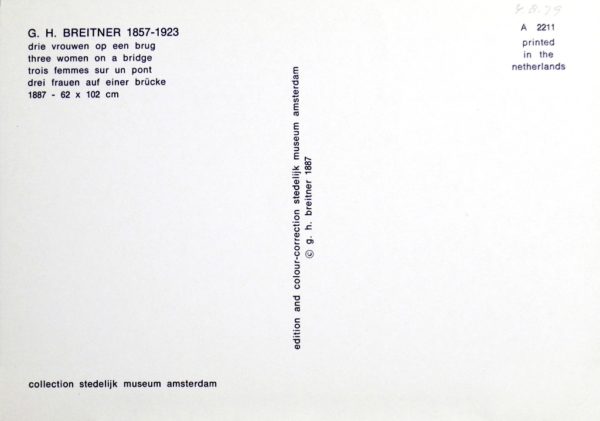 G. H. BREITNER 1857-1923
drie vrouwen op een brug
three women on a bridge
trois femmes sur un pont
drei frauen auf einer brücke
1887 - 62 x 102 cm
A 2211
printed
in the
netherlands
edition and colour-correction stedelijk museum amsterdam
© g. h. breitner 1887
collection stedelijk museum amsterdam